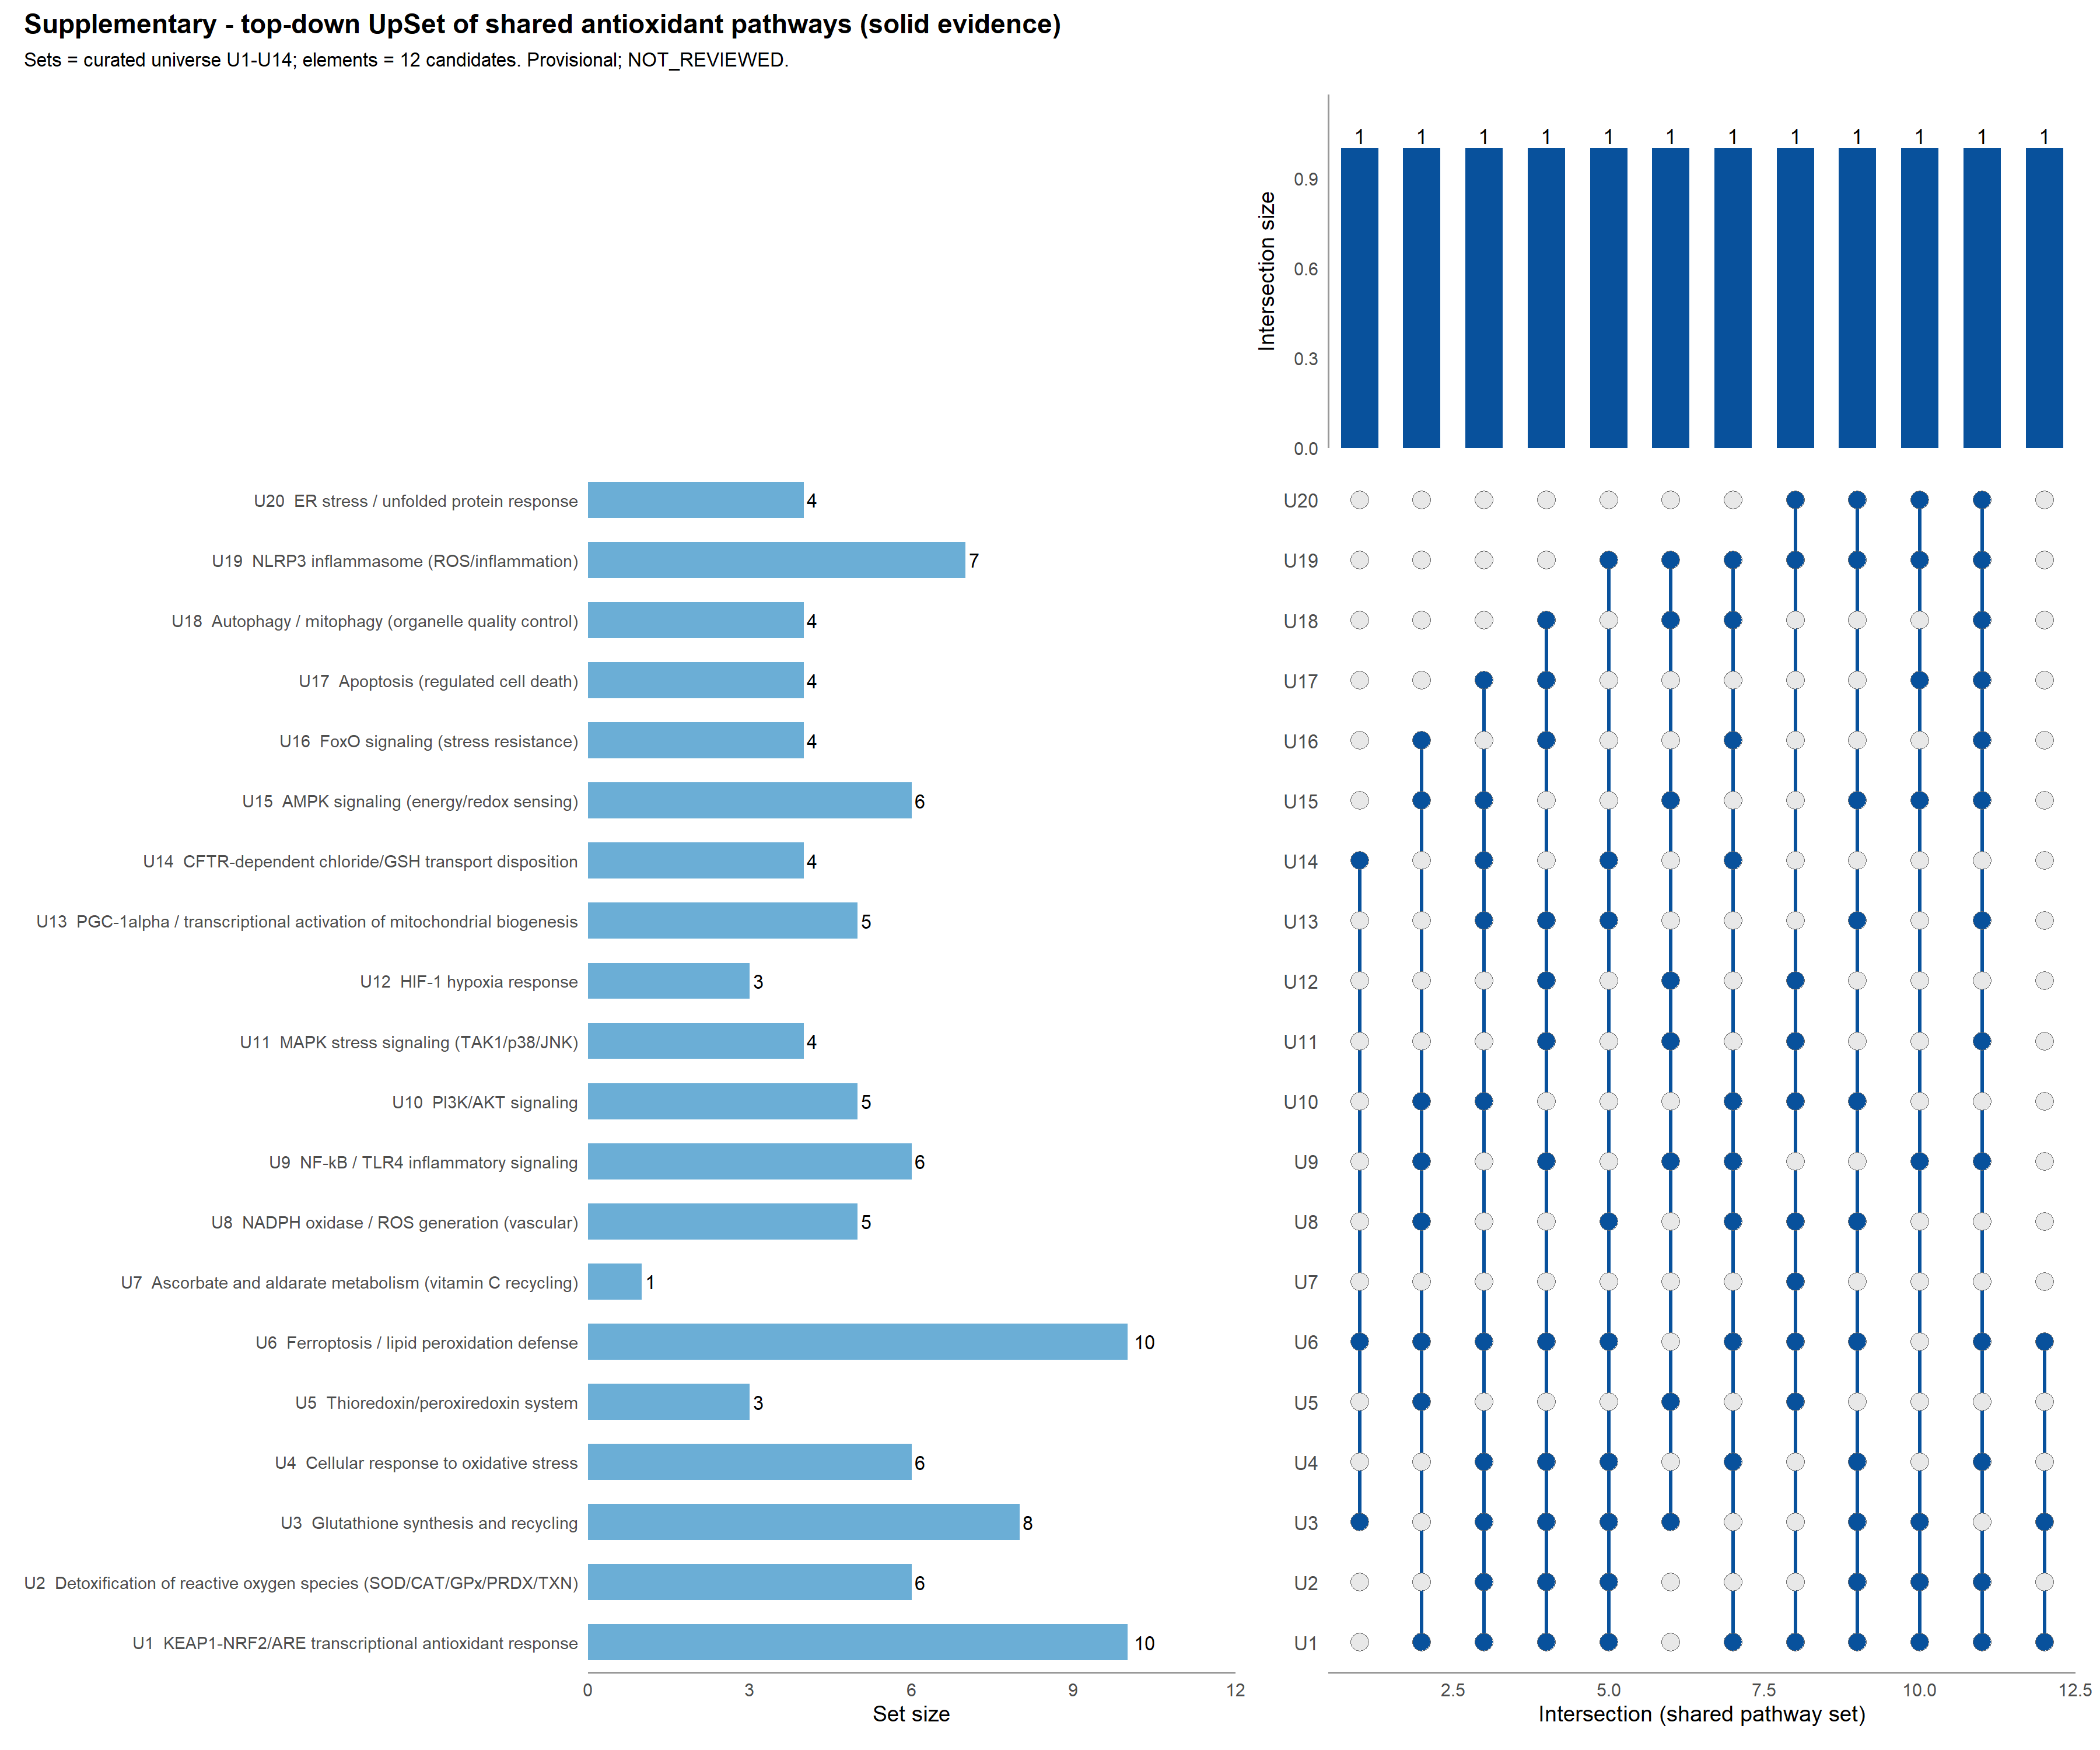 Supplementary - top-down UpSet of shared antioxidant pathways (solid evidence)
Sets = curated universe U1-U14; elements = 12 candidates. Provisional; NOT_REVIEWED.
1 1 1 1 1 1 1 1 1 1 1 1
Intersection size
0.9
0.6
0.3
0.0
U20 ER stress / unfolded protein response 4 U20
U19 NLRP3 inflammasome (ROS/inflammation) 7 U19
U18 Autophagy / mitophagy (organelle quality control) 4 U18
U17 Apoptosis (regulated cell death) 4 U17
U16 FoxO signaling (stress resistance) 4 U16
U15 AMPK signaling (energy/redox sensing) 6 U15
U14 CFTR-dependent chloride/GSH transport disposition 4 U14
U13 PGC-1alpha / transcriptional activation of mitochondrial biogenesis 5 U13
U12 HIF-1 hypoxia response 3 U12
U11 MAPK stress signaling (TAK1/p38/JNK) 4 U11
U10 PI3K/AKT signaling 5 U10
U9 NF-kB / TLR4 inflammatory signaling 6 U9
U8 NADPH oxidase / ROS generation (vascular) 5 U8
U7 Ascorbate and aldarate metabolism (vitamin C recycling) 1 U7
U6 Ferroptosis / lipid peroxidation defense 10 U6
U5 Thioredoxin/peroxiredoxin system 3 U5
U4 Cellular response to oxidative stress 6 U4
U3 Glutathione synthesis and recycling 8 U3
U2 Detoxification of reactive oxygen species (SOD/CAT/GPx/PRDX/TXN) 6 U2
U1 KEAP1-NRF2/ARE transcriptional antioxidant response 10 U1
0 3 6 9 12
Set size
2.5 5.0 7.5 10.0 12.5
Intersection (shared pathway set)